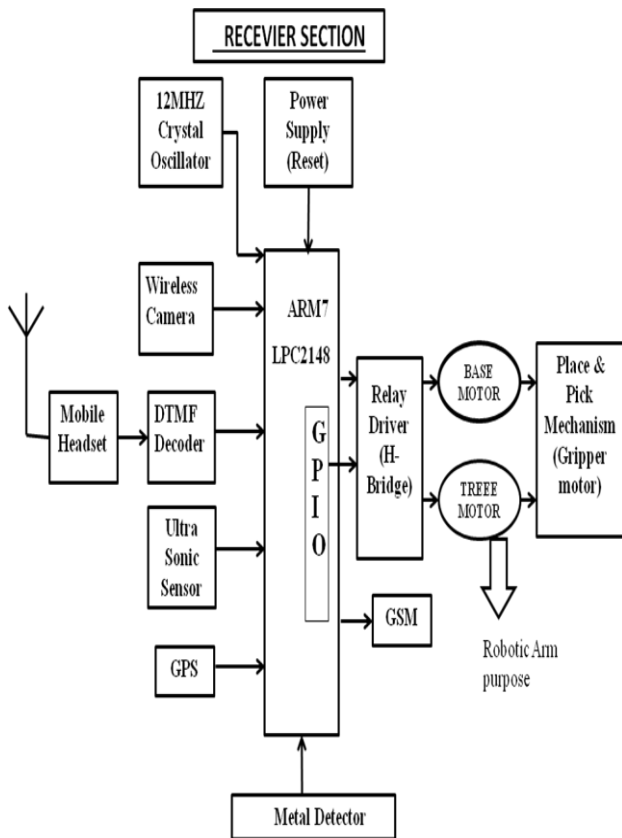 RECEVIER SECTION
12MHZ
Crystal
Oscillator
Power
Supply
(Reset)
Wireless
Camera
ARM7
LPC2148
Mobile
Headset
DTMF
Decoder
G
P
I
O
Relay
Driver
(H-
Bridge)
BASE
MOTOR
TREEE
MOTOR
Place &
Pick
Mechanism
(Gripper
motor)
Ultra
Sonic
Sensor
GPS
GSM
Robotic Arm
purpose
Metal Detector